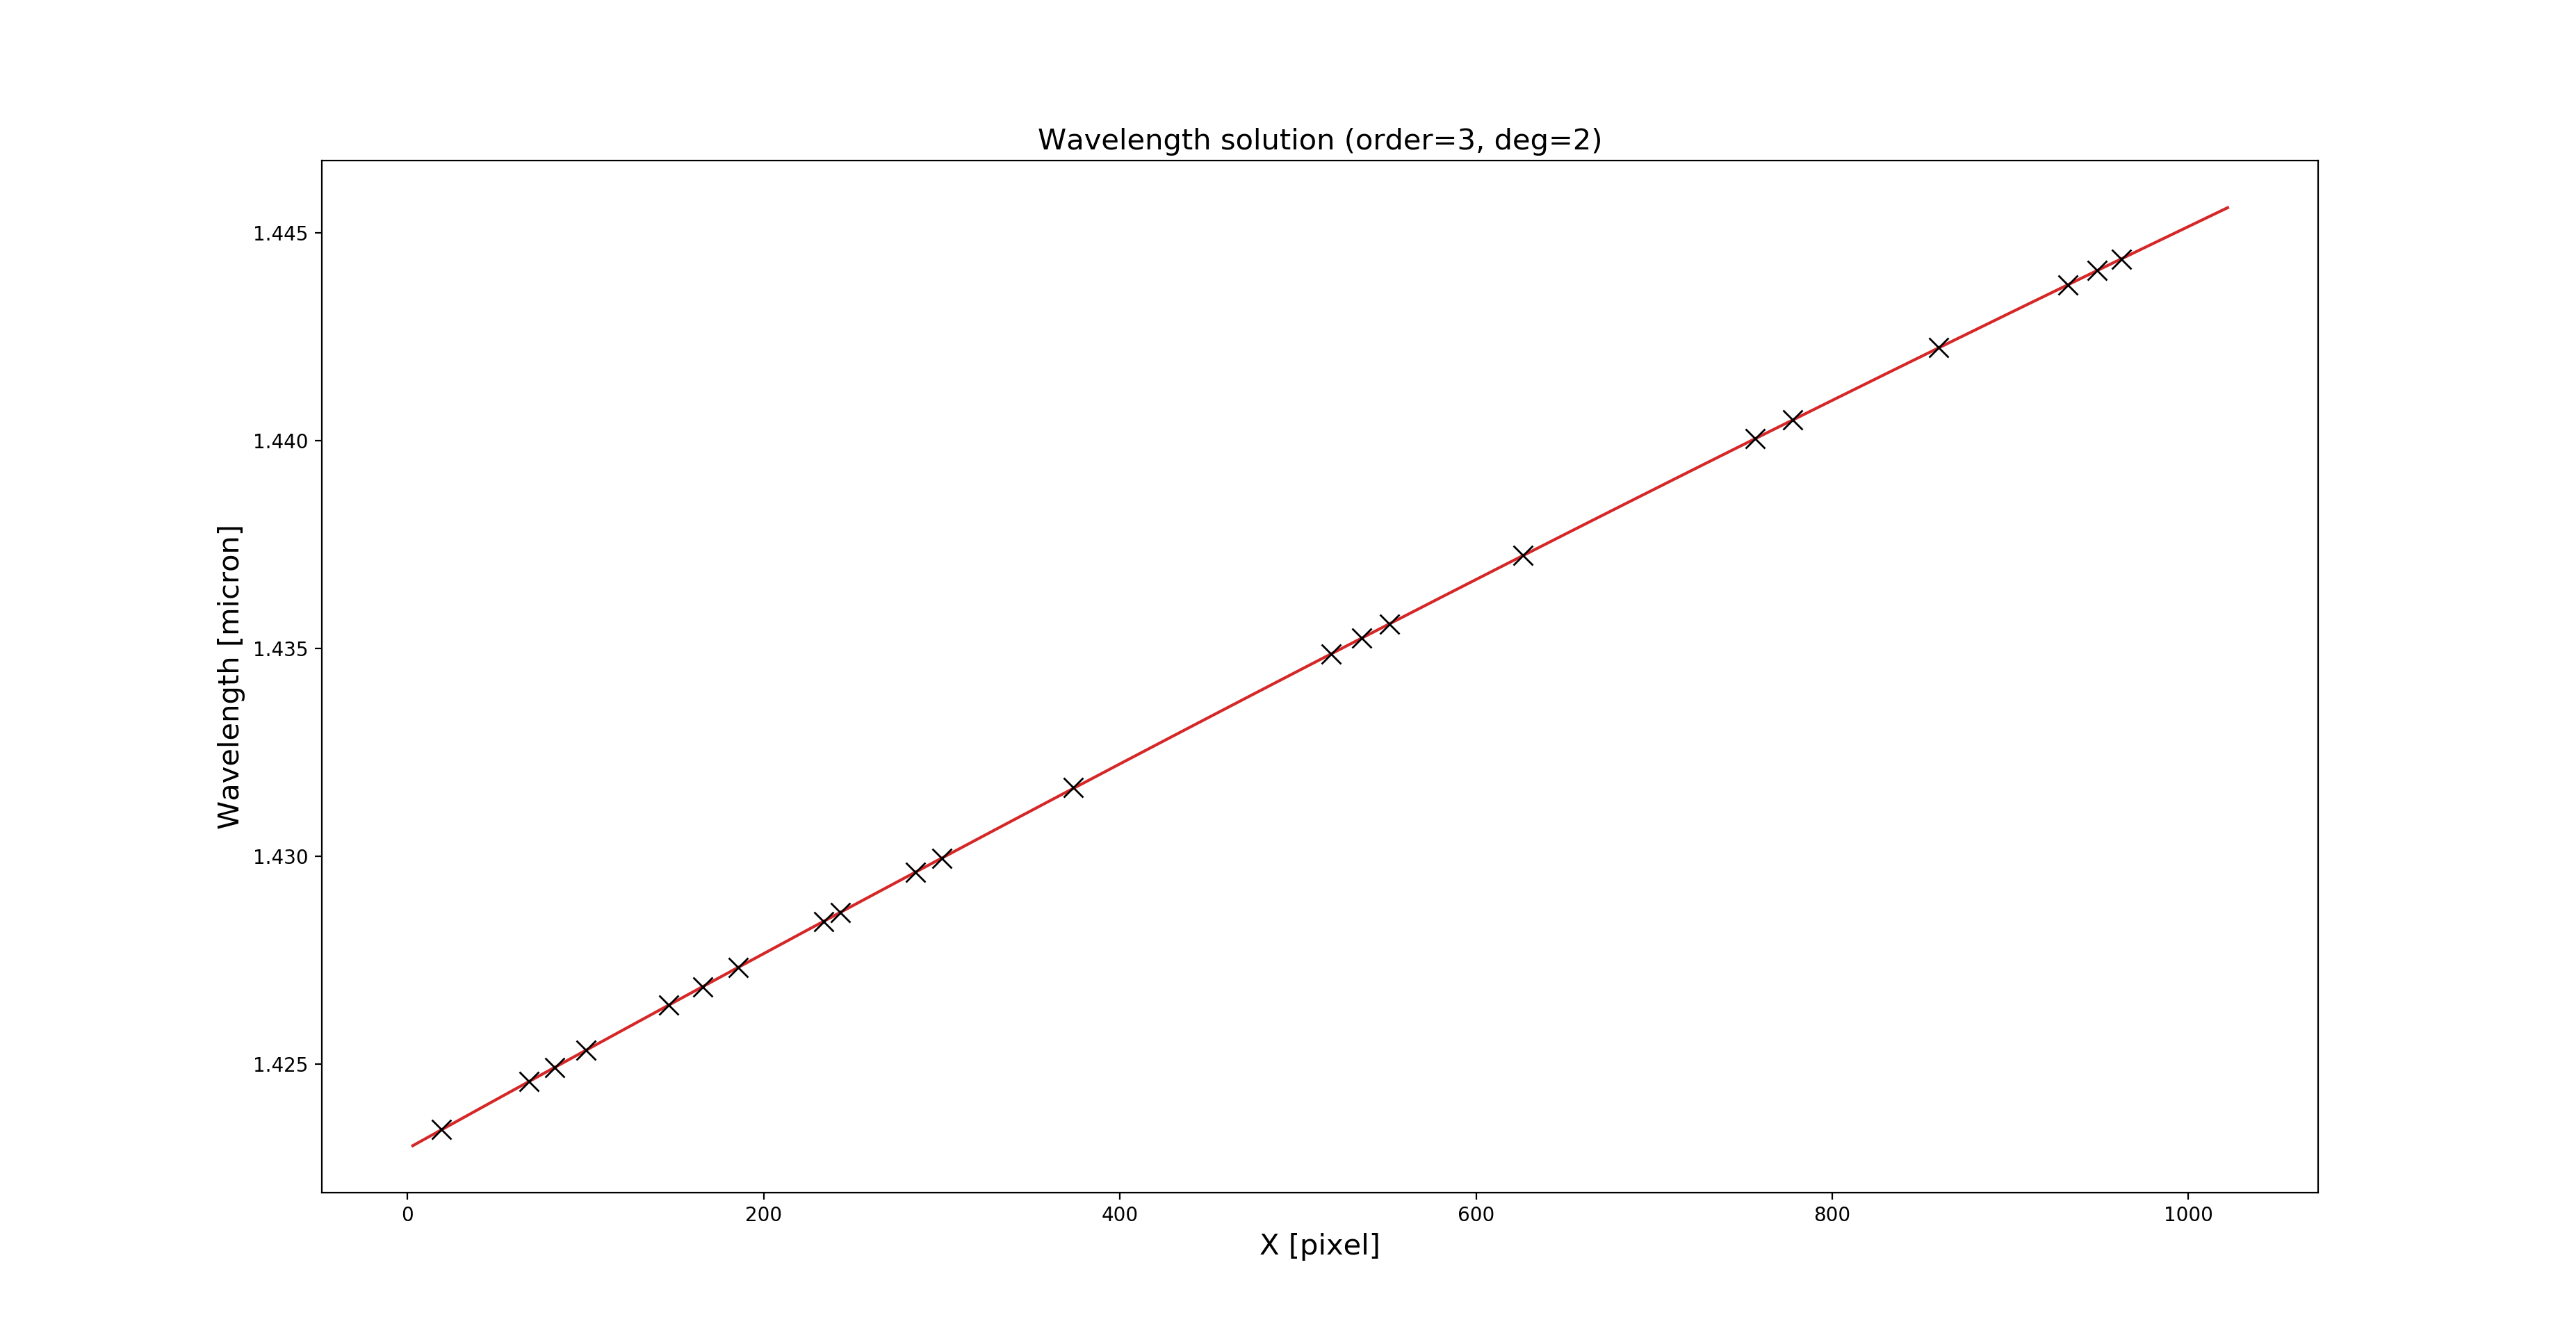 Wavelength solution (order=3, deg=2)
1.445
1.440
1.435
1.430
1.425
Wavelength [micron]
0 200 400 600 800 1000
X [pixel]